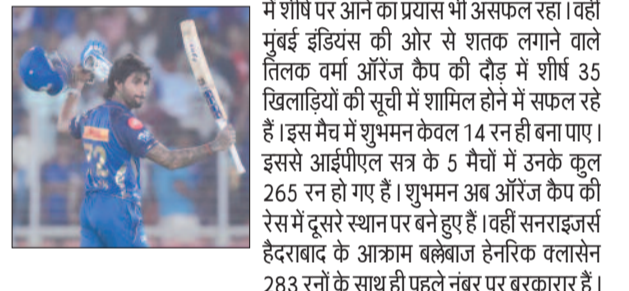 में शीर्ष पर आने का प्रयास भी असफल रहा। वहीं
मुंबई इंडियंस की ओर से शतक लगाने वाले
तिलक वर्मा ऑरेंज कैप की दौड़ में शीर्ष 35
खिलाड़ियों की सूची में शामिल होने में सफल रहे
हैं। इस मैच में शुभमन केवल 14 रन ही बना पाए।
इससे आईपीएल सत्र के 5 मैचों में उनके कुल
265 रन हो गए हैं। शुभमन अब ऑरेंज कैप की
रेस में दूसरे स्थान पर बने हुए हैं। वहीं सनराइजर्स
हैदराबाद के आक्राम बल्लेबाज हेनरिक क्लासेन
283 रनों के साथ ही पहले नंबर पर बरकारार हैं।
72